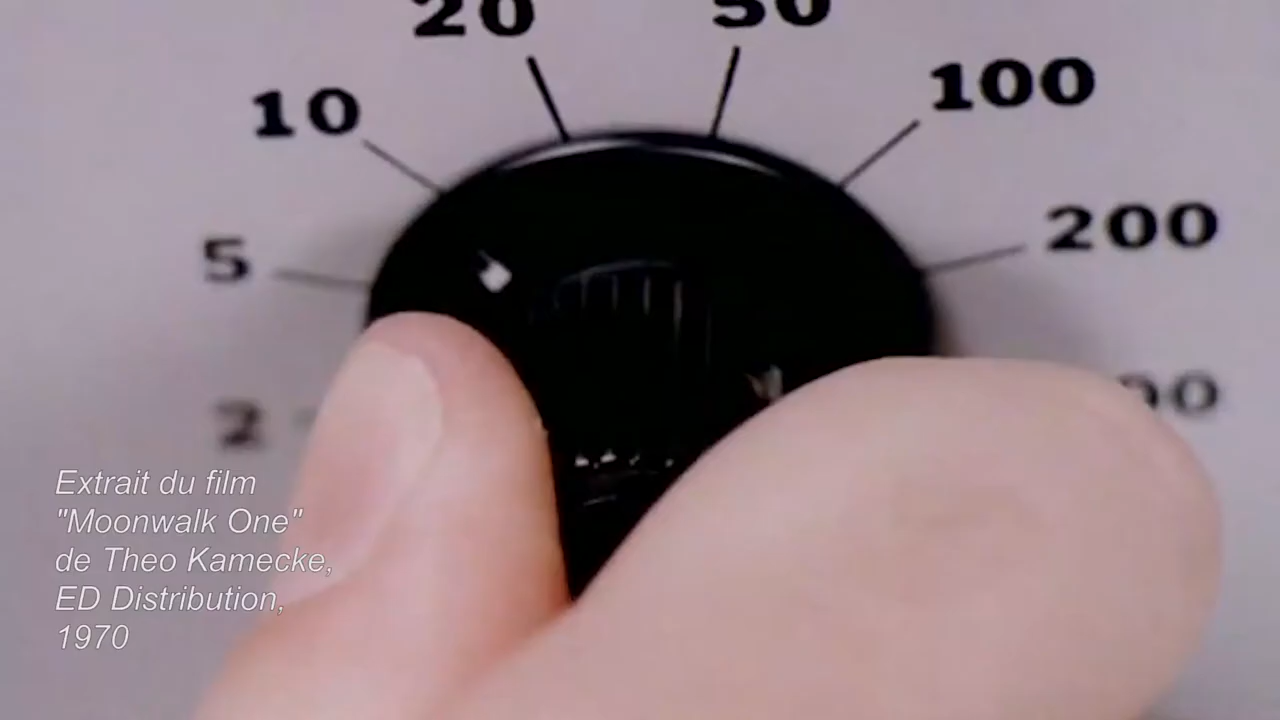 20 50
10 100
5 200
2
Extrait du film
"Moonwalk One"
de Theo Kamecke,
ED Distribution,
1970